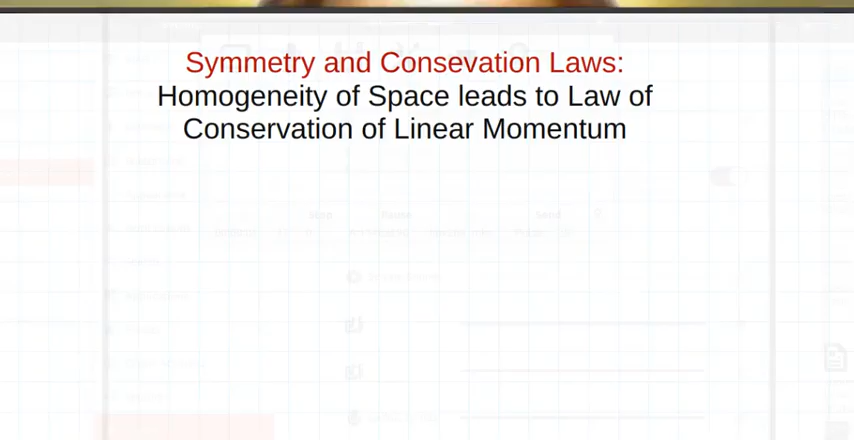 Symmetry and Consevation Laws:
Homogeneity of Space leads to Law of
Conservation of Linear Momentum